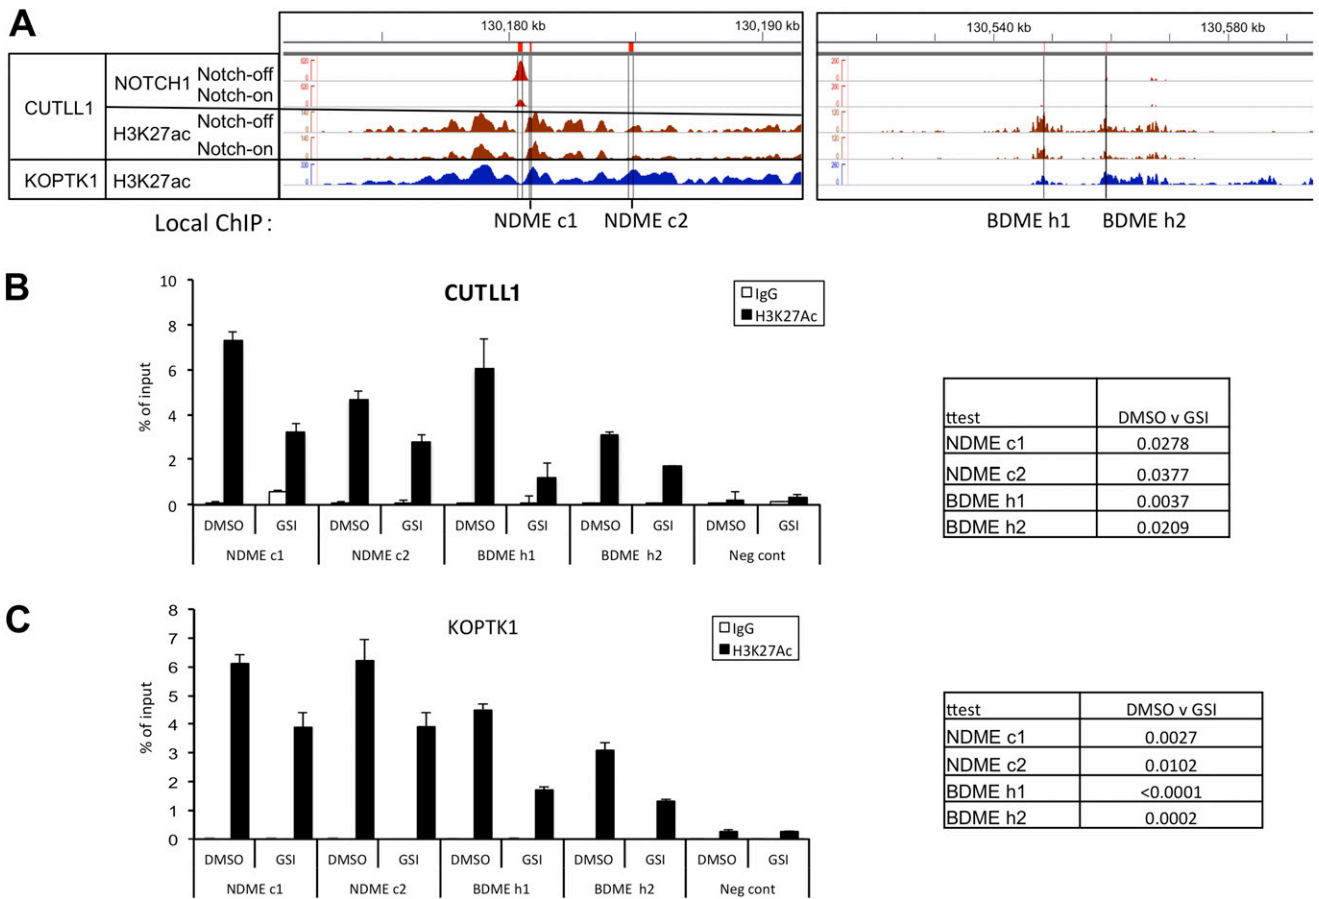 A
130,180 kb
130,190 kb
130,540 kb
130,580 kb
CUTLL1
NOTCH1
Notch-off
Notch-on
H3K27ac
Notch-off
Notch-on
KOPTK1
H3K27ac
Local ChIP :
NDME c1
NDME c2
BDME h1
BDME h2
B
CUTLL1
IgG
H3K27Ac
% of input
10
8
6
4
2
0
DMSO GSI DMSO GSI DMSO GSI DMSO GSI DMSO GSI
NDME c1 NDME c2 BDME h1 BDME h2 Neg cont
ttest DMSO v GSI
NDME c1 0.0278
NDME c2 0.0377
BDME h1 0.0037
BDME h2 0.0209
C
KOPTK1
IgG
H3K27Ac
% of input
8
7
6
5
4
3
2
1
0
DMSO GSI DMSO GSI DMSO GSI DMSO GSI DMSO GSI
NDME c1 NDME c2 BDME h1 BDME h2 Neg cont
ttest DMSO v GSI
NDME c1 0.0027
NDME c2 0.0102
BDME h1 <0.0001
BDME h2 0.0002